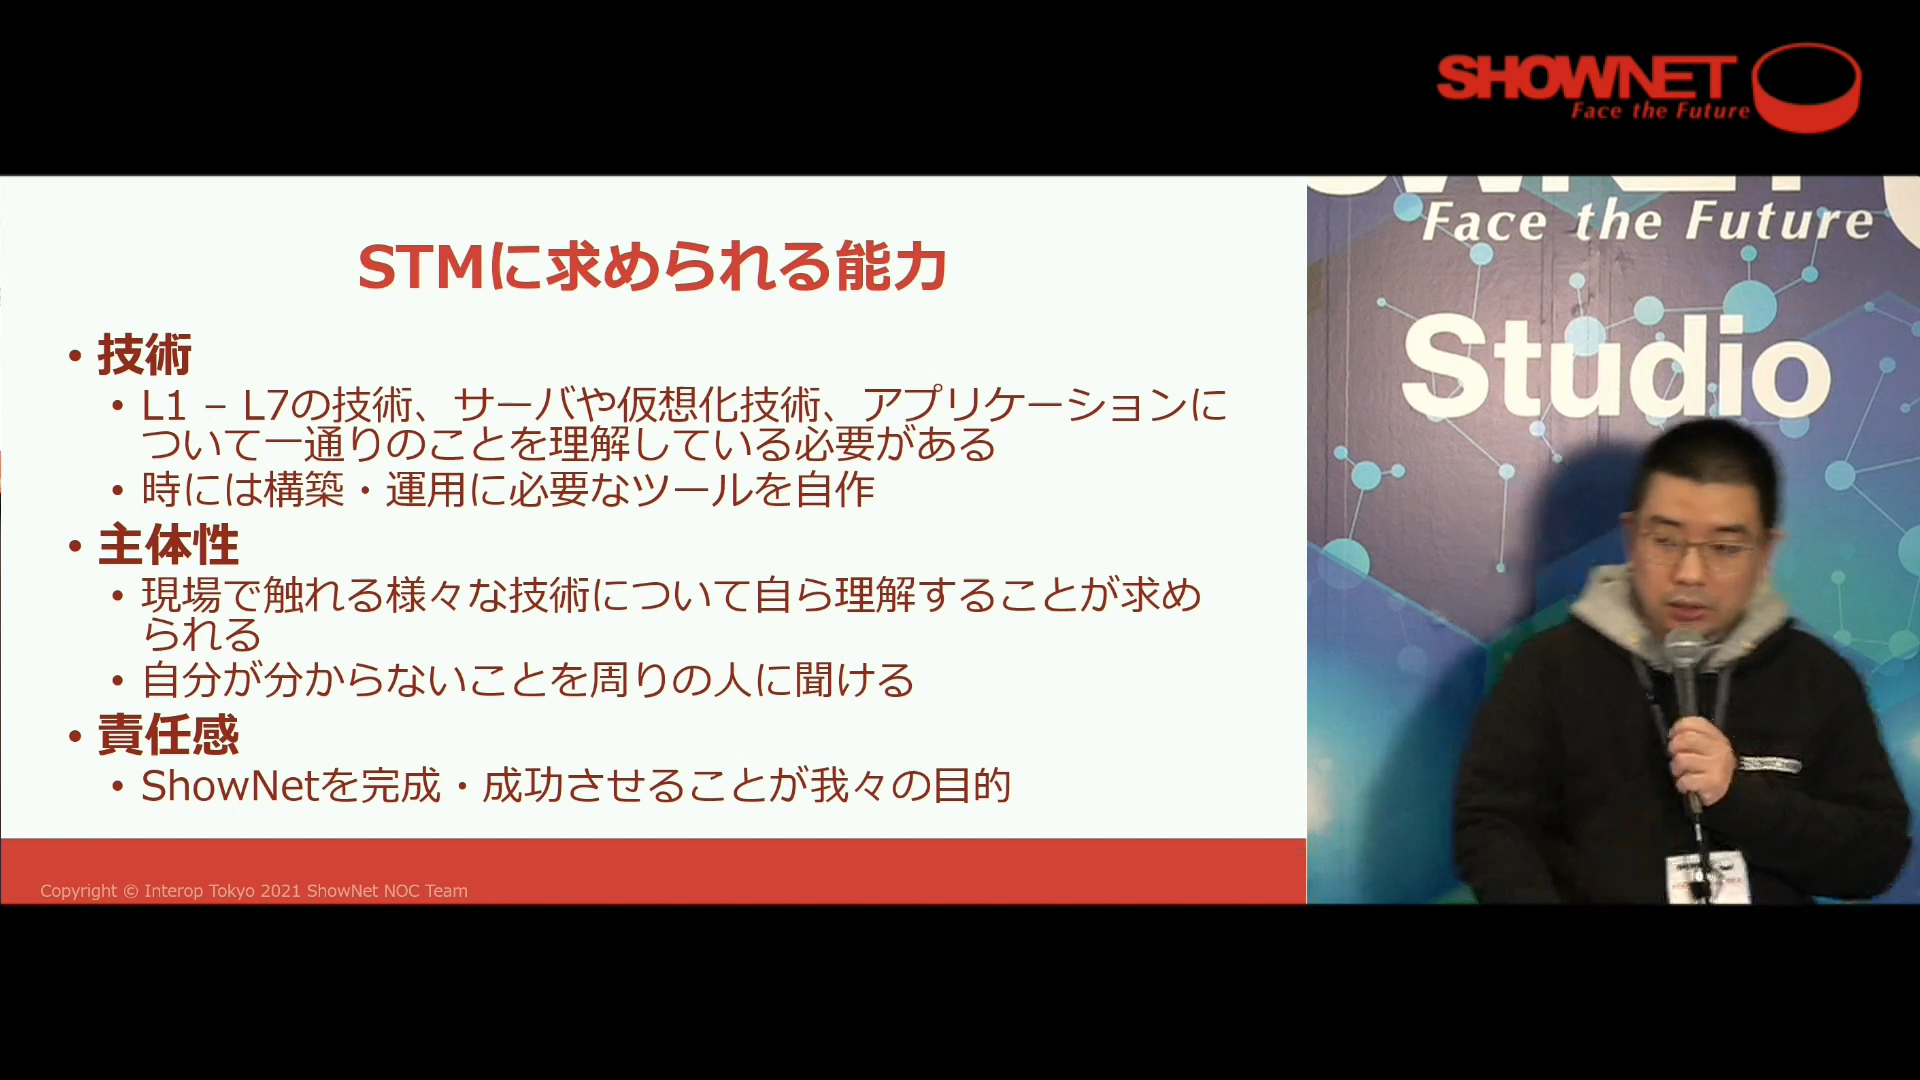 SHOWNET
Face the Future
STMに求められる能力
• 技術
• L1 – L7の技術、サーバや仮想化技術、アプリケーションに
ついて一通りのことを理解している必要がある
• 時には構築・運用に必要なツールを自作
• 主体性
• 現場で触れる様々な技術について自ら理解することが求め
られる
• 自分が分からないことを周りの人に聞ける
• 責任感
• ShowNetを完成・成功させることが我々の目的
Copyright © Interop Tokyo 2021 ShowNet NOC Team
Face the Future
Studio